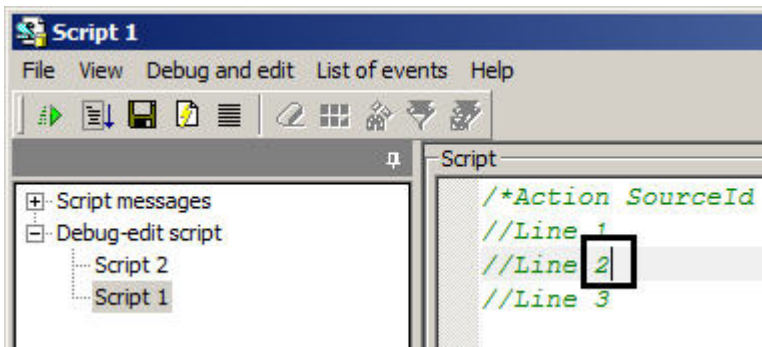 Script 1
File View Debug and edit List of events Help
Script
Script messages
Debug-edit script
Script 2
Script 1
/*Action SourceId
//Line 1
//Line 2
//Line 3